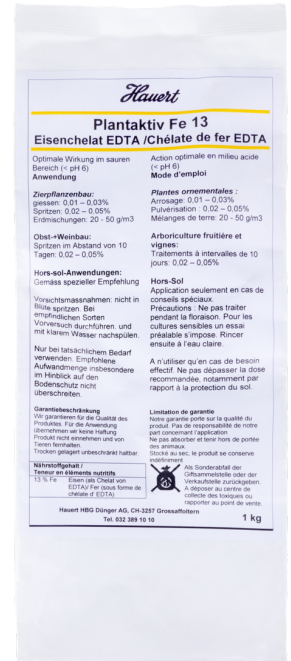 Hauert
Plantaktiv Fe 13
Eisenchelat EDTA /Chélate de fer EDTA
Optimale Wirkung im sauren
Bereich (< pH 6)
Anwendung
Zierpflanzenbau:
giessen: 0,01 – 0,03%
Spritzen: 0,02 – 0,05%
Erdmischungen: 20 - 50 g/m3
Obst-+Weinbau:
Spritzen im Abstand von 10
Tagen: 0,02 – 0,05%
Hors-sol-Anwendungen:
Gemäss spezieller Empfehlung
Vorsichtsmassnahmen: nicht in
Blüte spritzen. Bei
empfindlichen Sorten
Vorversuch durchführen, und
mit klarem Wasser nachspülen.
Nur bei tatsächlichem Bedarf
verwenden. Empfohlene
Aufwandmenge insbesondere
im Hinblick auf den
Bodenschutz nicht
überschreiten.
Garantiebeschränkung
Wir garantieren für die Qualität des
Produktes. Für die Anwendung
übernehmen wir keine Haftung.
Produkt nicht einnehmen und von
Tieren fernhalten.
Trocken gelagert unbeschränkt haltbar.
Action optimale en milieu acide
(< pH 6)
Mode d'emploi
Plantes ornementales :
Arrosage: 0,01 – 0,03%
Pulvérisation : 0,02 – 0,05%
Mélanges de terre: 20 - 50 g/m3
Arboriculture fruitière et
vignes:
Traitements à intervalles de 10
jours: 0,02 – 0,05%
Hors-Sol
Application seulement en cas de
conseils spéciaux.
Précautions : Ne pas traiter
pendant la floraison. Pour les
cultures sensibles un essai
préalable s'impose. Rincer
ensuite à l'eau claire.
A n'utiliser qu'en cas de besoin
effectif. Ne pas dépasser la dose
recommandée, notamment par
rapport à la protection du sol.
Limitation de garantie
Notre garantie porte sur la qualité du
produit. Pas de responsabilité de notre
part concernant l'application.
Ne pas absorber et tenir hors de portée
des animaux.
Stocké au sec, le produit se conserve
indéfiniment
Nährstoffgehalt /
Teneur en éléments nutritifs
13 % Fe Eisen (als Chelat von
EDTA)/ Fer (sous forme de
chélate d' EDTA)
Als Sonderabfall der
Giftsammelstelle oder der
Verkaufstelle zurückgeben.
A déposer au centre de
collecte des toxiques ou
rapporter au point de vente.
Hauert HBG Dünger AG, CH-3257 Grossaffoltern
Tel. 032 389 10 10
1 kg